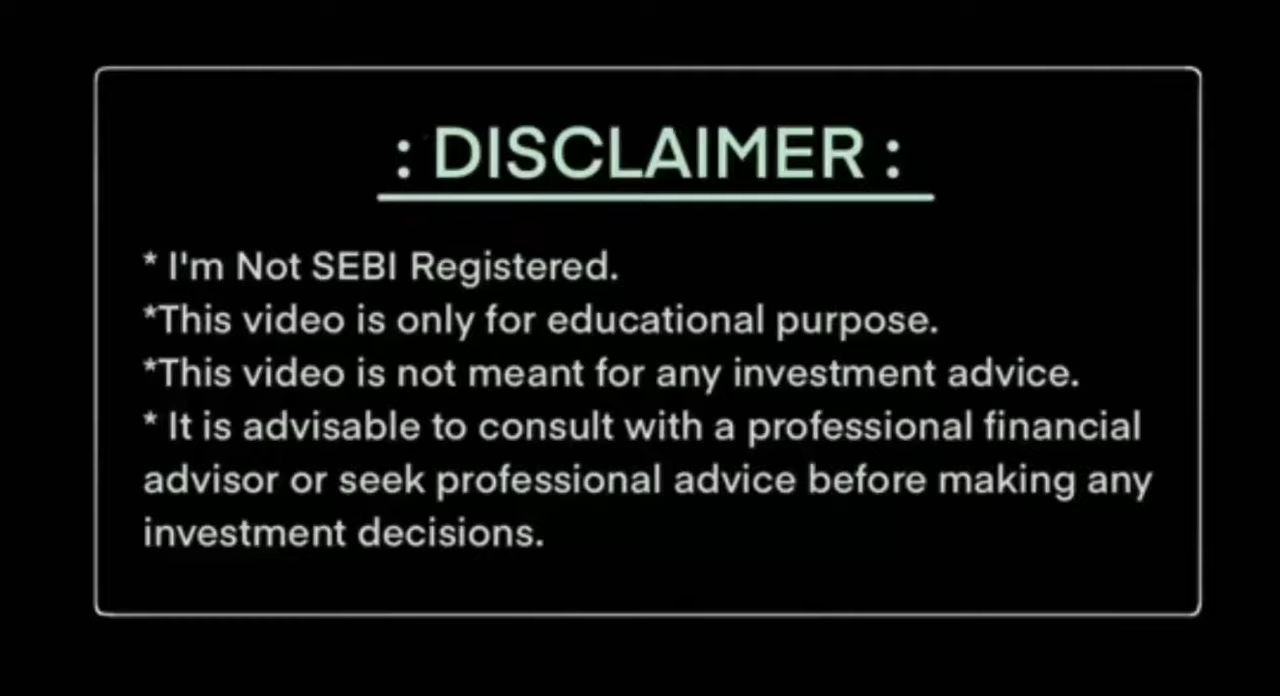 : DISCLAIMER :
* I'm Not SEBI Registered.
*This video is only for educational purpose.
*This video is not meant for any investment advice.
* It is advisable to consult with a professional financial
advisor or seek professional advice before making any
investment decisions.